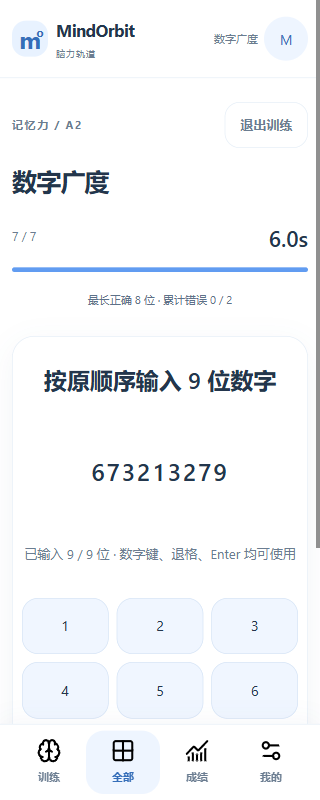 m°
MindOrbit
脑力轨道
数字广度
M
记忆力 / A2
退出训练
数字广度
7 / 7
6.0s
最长正确 8 位 · 累计错误 0 / 2
按原顺序输入 9 位数字
673213279
已输入 9 / 9 位 · 数字键、退格、Enter 均可使用
1
2
3
4
5
6
训练
全部
成绩
我的